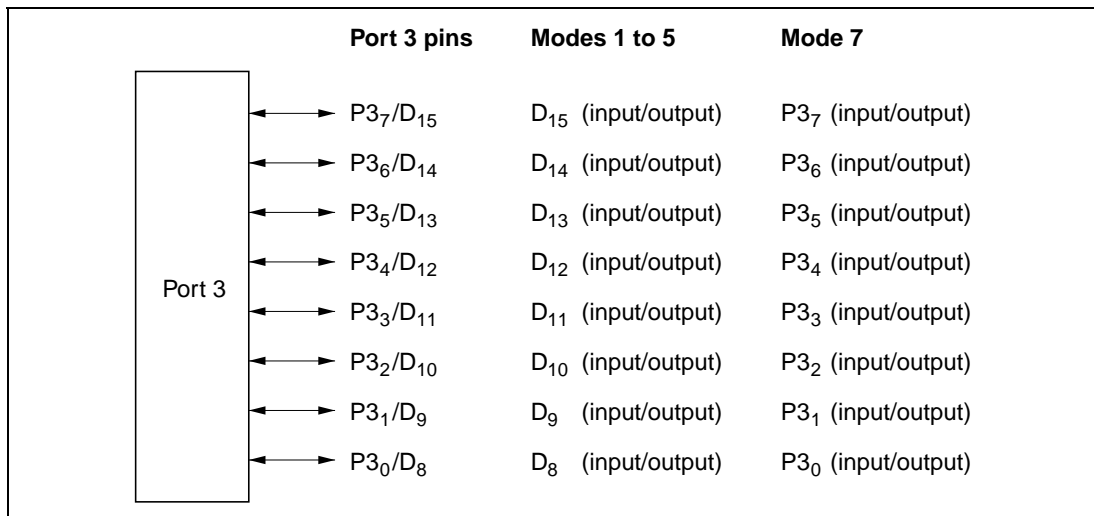 Port 3 pins Modes 1 to 5 Mode 7
P3₇/D₁₅ D₁₅ (input/output) P3₇ (input/output)
P3₆/D₁₄ D₁₄ (input/output) P3₆ (input/output)
P3₅/D₁₃ D₁₃ (input/output) P3₅ (input/output)
P3₄/D₁₂ D₁₂ (input/output) P3₄ (input/output)
Port 3
P3₃/D₁₁ D₁₁ (input/output) P3₃ (input/output)
P3₂/D₁₀ D₁₀ (input/output) P3₂ (input/output)
P3₁/D₉ D₉ (input/output) P3₁ (input/output)
P3₀/D₈ D₈ (input/output) P3₀ (input/output)